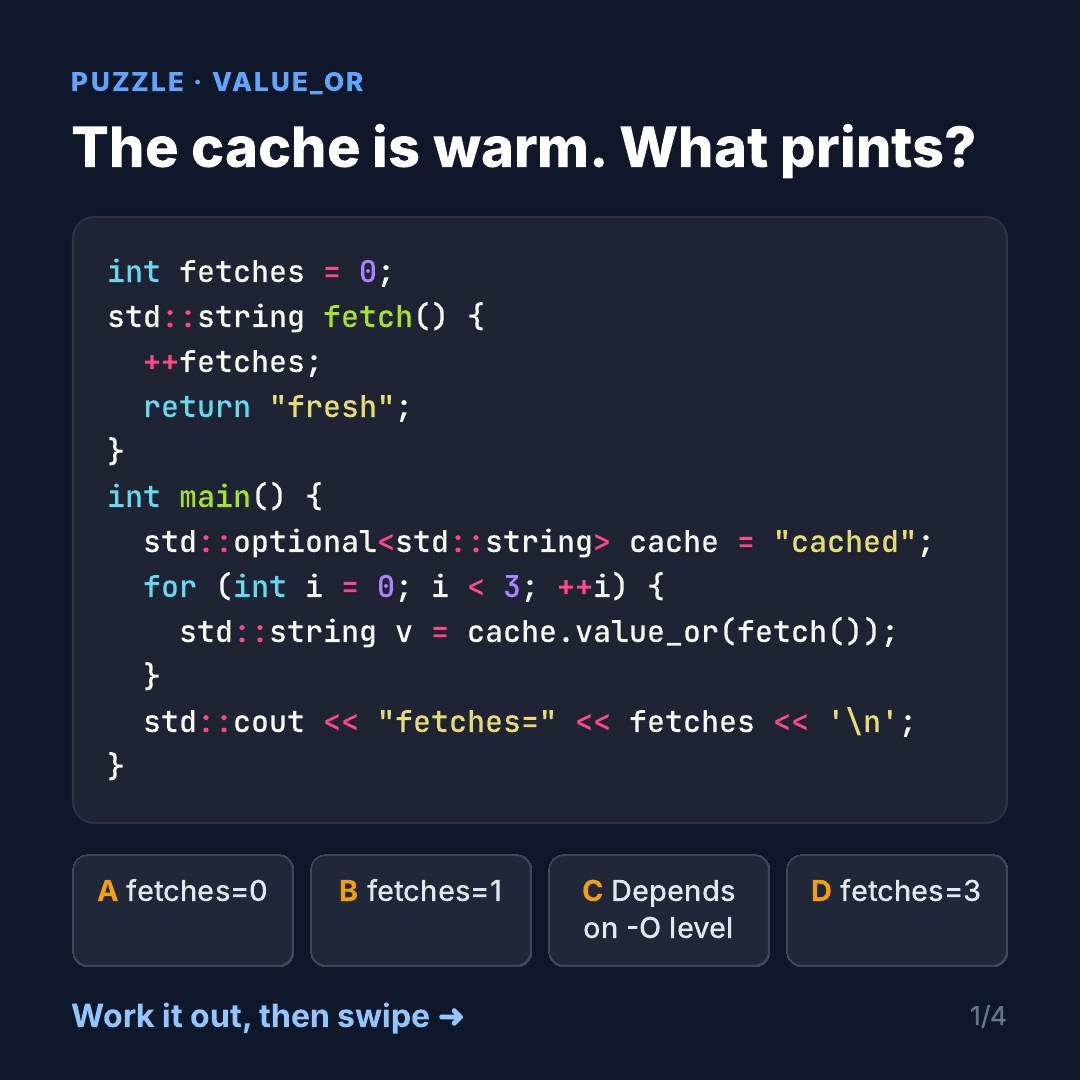 PUZZLE · VALUE_OR
The cache is warm. What prints?
int fetches = 0;
std::string fetch() {
  ++fetches;
  return "fresh";
}
int main() {
  std::optional<std::string> cache = "cached";
  for (int i = 0; i < 3; ++i) {
    std::string v = cache.value_or(fetch());
  }
  std::cout << "fetches=" << fetches << '\n';
}
A fetches=0
B fetches=1
C Depends
on -O level
D fetches=3
Work it out, then swipe ➜
1/4